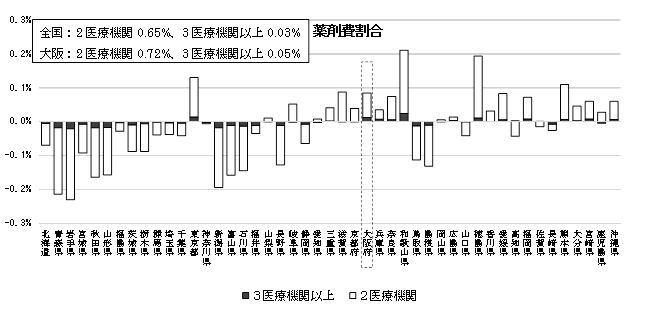 薬剤費割合
全国：２医療機関 0.65%、３医療機関以上 0.03%
大阪：２医療機関 0.72%、３医療機関以上 0.05%
0.3%
0.2%
0.1%
0.0%
-0.1%
-0.2%
-0.3%
北海道
青森県
岩手県
宮城県
秋田県
山形県
福島県
茨城県
栃木県
群馬県
埼玉県
千葉県
東京都
神奈川県
新潟県
富山県
石川県
福井県
山梨県
長野県
岐阜県
静岡県
愛知県
三重県
滋賀県
京都府
大阪府
兵庫県
奈良県
和歌山県
鳥取県
島根県
岡山県
広島県
山口県
徳島県
香川県
愛媛県
高知県
福岡県
佐賀県
長崎県
熊本県
大分県
宮崎県
鹿児島県
沖縄県
３医療機関以上
２医療機関